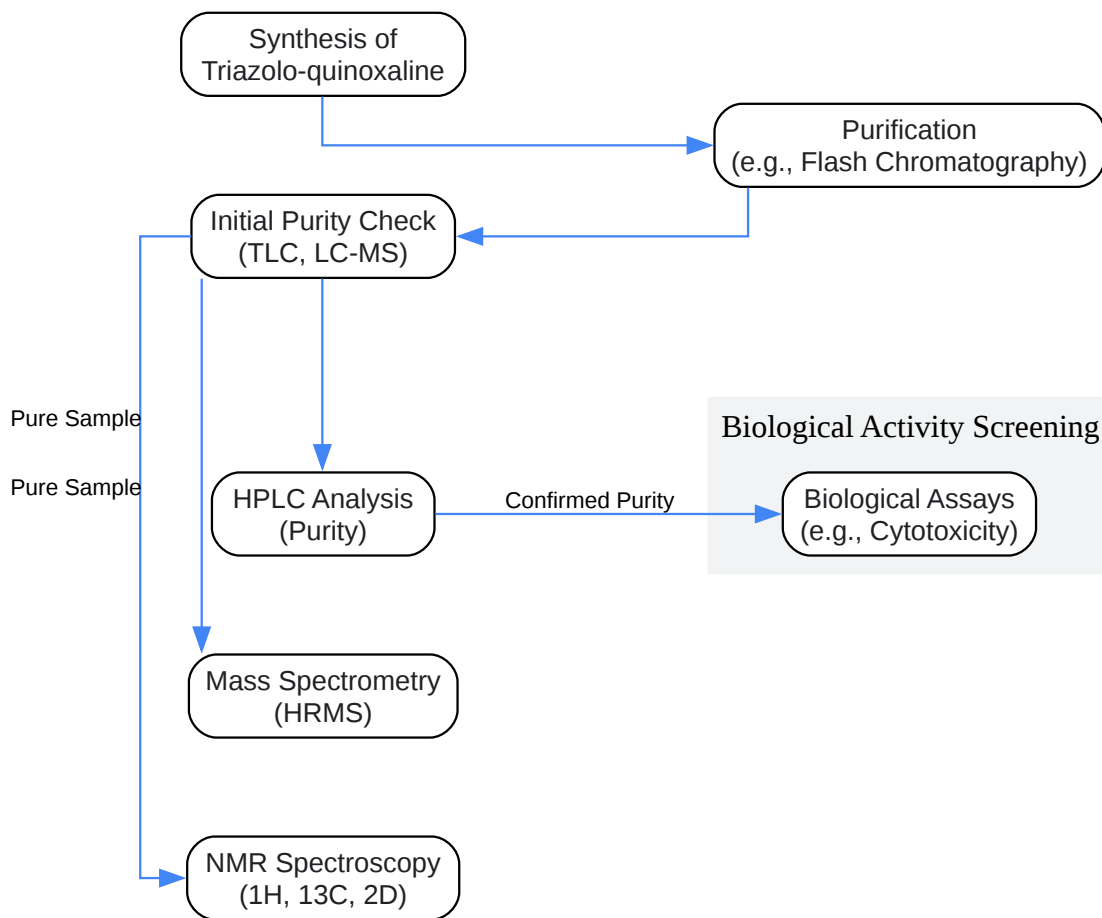 Synthesis of
Triazolo-quinoxaline
Purification
(e.g., Flash Chromatography)
Initial Purity Check
(TLC, LC-MS)
Pure Sample
Pure Sample
Biological Activity Screening
HPLC Analysis
(Purity)
Confirmed Purity
Biological Assays
(e.g., Cytotoxicity)
Mass Spectrometry
(HRMS)
NMR Spectroscopy
(1H, 13C, 2D)